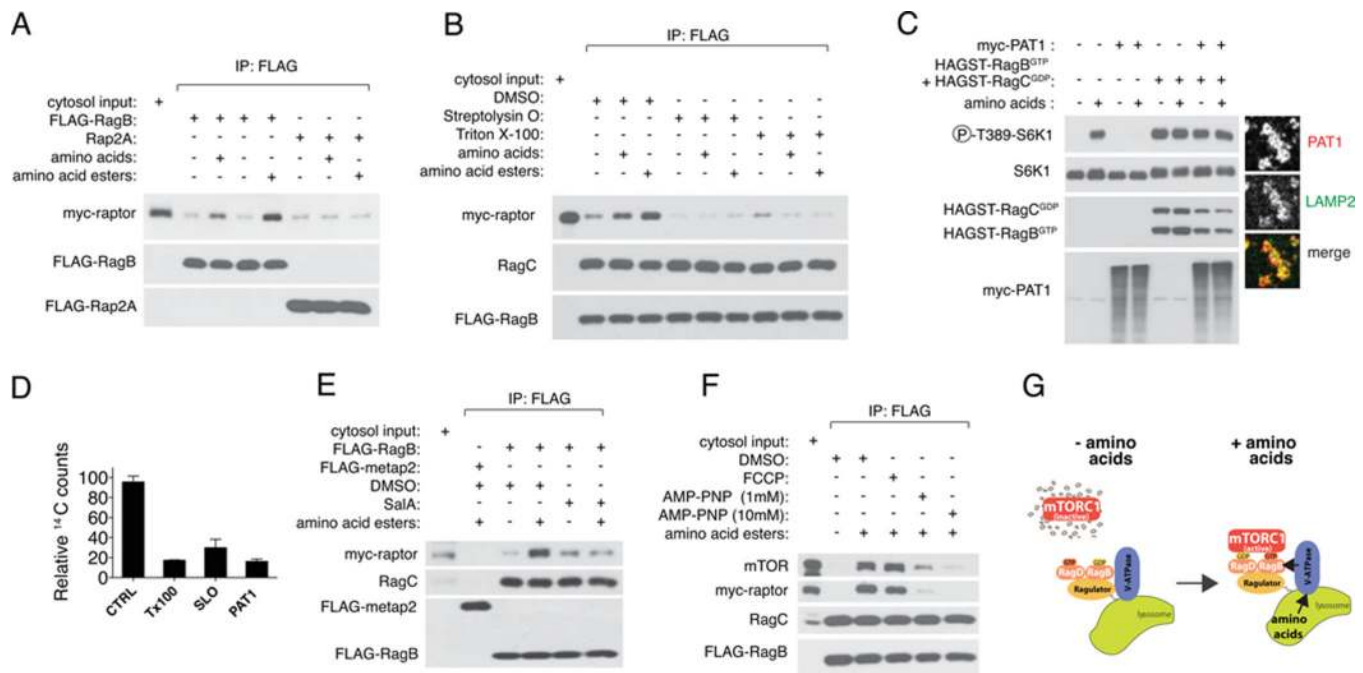 A
IP: FLAG
cytosol input: +
FLAG-RagB: + + + + - - -
Rap2A: - - - - + + +
amino acids: - + - - - + -
amino acid esters: - - - + - - +
myc-raptor
FLAG-RagB
FLAG-Rap2A
B
IP: FLAG
cytosol input: +
DMSO: + + + - - - - - -
Streptolysin O: - - - + + + - - -
Triton X-100: - - - - - - + + +
amino acids: - + - - + - - + -
amino acid esters: - - + - - + - - +
myc-raptor
RagC
FLAG-RagB
C
myc-PAT1 : - - + + - - + +
HAGST-RagB^GTP
+ HAGST-RagC^GDP : - - - - + + + +
amino acids : - + - + - + - +
Ⓟ-T389-S6K1
S6K1
HAGST-RagC^GDP
HAGST-RagB^GTP
myc-PAT1
PAT1
LAMP2
merge
D
Relative ¹⁴C counts
100
80
60
40
20
0
CTRL
Tx100
SLO
PAT1
E
IP: FLAG
cytosol input: +
FLAG-RagB: - + + + +
FLAG-metap2: + - - - -
DMSO: + + + - -
SalA: - - - + +
amino acid esters: + - + - +
myc-raptor
RagC
FLAG-metap2
FLAG-RagB
F
IP: FLAG
cytosol input: +
DMSO: + + - - -
FCCP: - - + - -
AMP-PNP (1mM): - - - + -
AMP-PNP (10mM): - - - - +
amino acid esters: - + + + +
mTOR
myc-raptor
RagC
FLAG-RagB
G
- amino
acids
mTORC1
(inactive)
RagD RagB
Ragulator
V-ATPase
lysosome
+ amino
acids
mTORC1
(active)
GDP GTP
RagD RagB
Ragulator
V-ATPase
lysosome
amino
acids